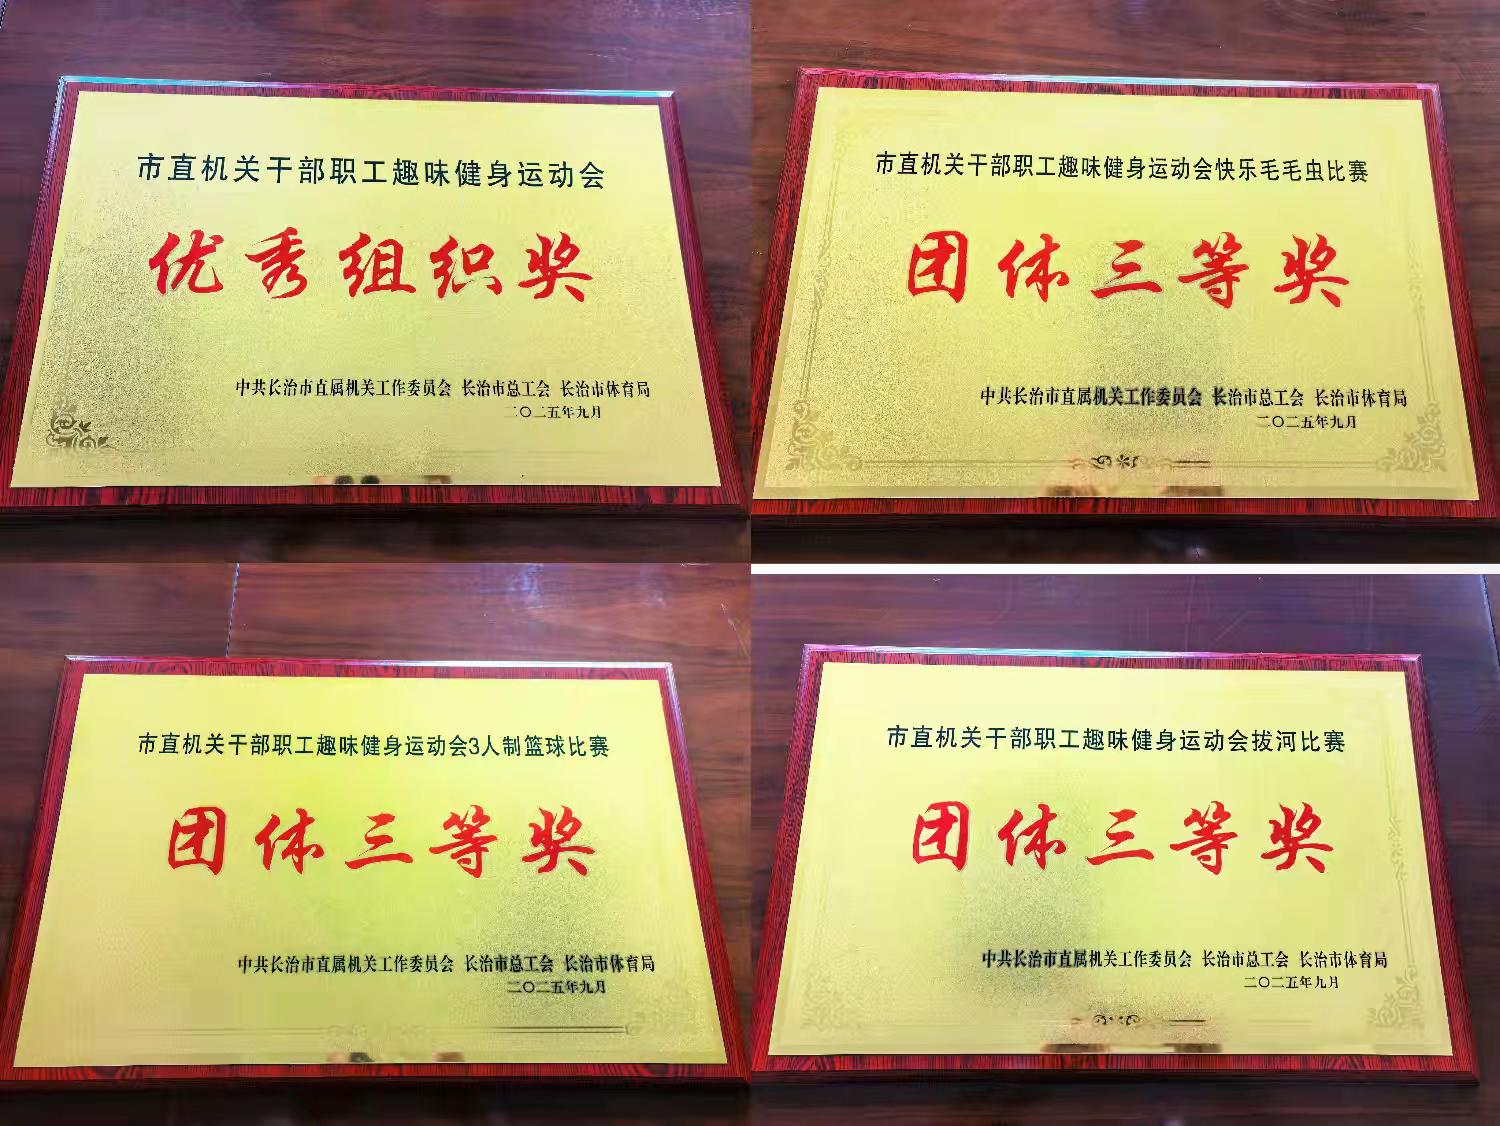 市直机关干部职工趣味健身运动会
优秀组织奖
中共长治市直属机关工作委员会 长治市总工会 长治市体育局
二〇二五年九月
市直机关干部职工趣味健身运动会快乐毛毛虫比赛
团体三等奖
中共长治市直属机关工作委员会 长治市总工会 长治市体育局
二〇二五年九月
市直机关干部职工趣味健身运动会3人制篮球比赛
团体三等奖
中共长治市直属机关工作委员会 长治市总工会 长治市体育局
二〇二五年九月
市直机关干部职工趣味健身运动会拔河比赛
团体三等奖
中共长治市直属机关工作委员会 长治市总工会 长治市体育局
二〇二五年九月